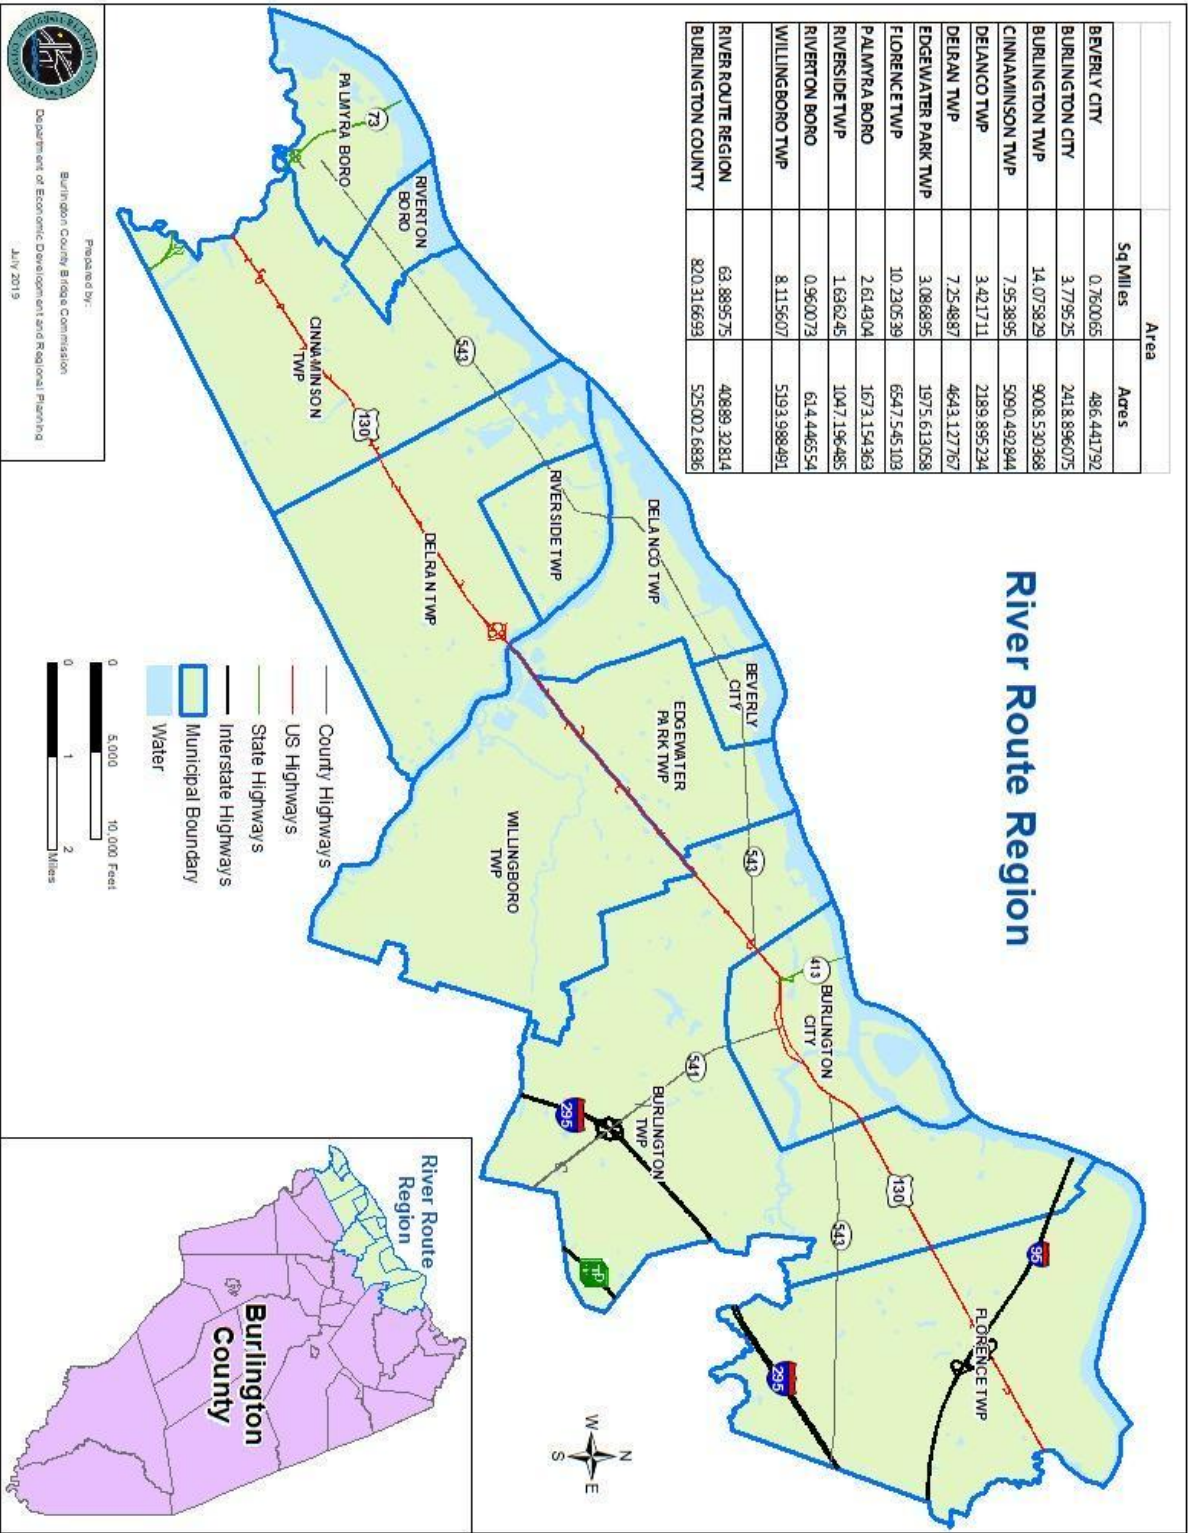 River Route Region
Area
Sq Miles Acres
BEVERLY CITY 0.760065 486.441792
BURLINGTON CITY 3.779525 2418.896075
BURLINGTON TWP 14.075829 9008.530368
CINNAMINSON TWP 7.953895 5090.492844
DELANCO TWP 3.421711 2189.895234
DELRAN TWP 7.254887 4643.127767
EDGEWATER PARK TWP 3.086895 1975.613058
FLORENCE TWP 10.230539 6547.545103
PALMYRA BORO 2.614304 1673.154363
RIVERSIDE TWP 1.636245 1047.196485
RIVERTON BORO 0.960073 614.446554
WILLINGBORO TWP 8.115607 5193.988491
RIVER ROUTE REGION 63.889575 40889.32814
BURLINGTON COUNTY 820.316693 525002.6836
95
FLORENCE TWP
130
543
295
413
BURLINGTON
CITY
541
BURLINGTON
TWP
295
TP
543
BEVERLY
CITY
EDGEWATER
PARK TWP
WILLINGBORO
TWP
DELANCO TWP
RIVERSIDE TWP
DELRAN TWP
543
130
CINNAMINSON
TWP
RIVERTON
BORO
73
PALMYRA BORO
N
W E
S
County Highways
US Highways
State Highways
Interstate Highways
Municipal Boundary
Water
0 5,000 10,000 Feet
0 1 2
Miles
River Route
Region
Burlington
County
Prepared by:
Burlington County Bridge Commission
Department of Economic Development and Regional Planning
July 2019